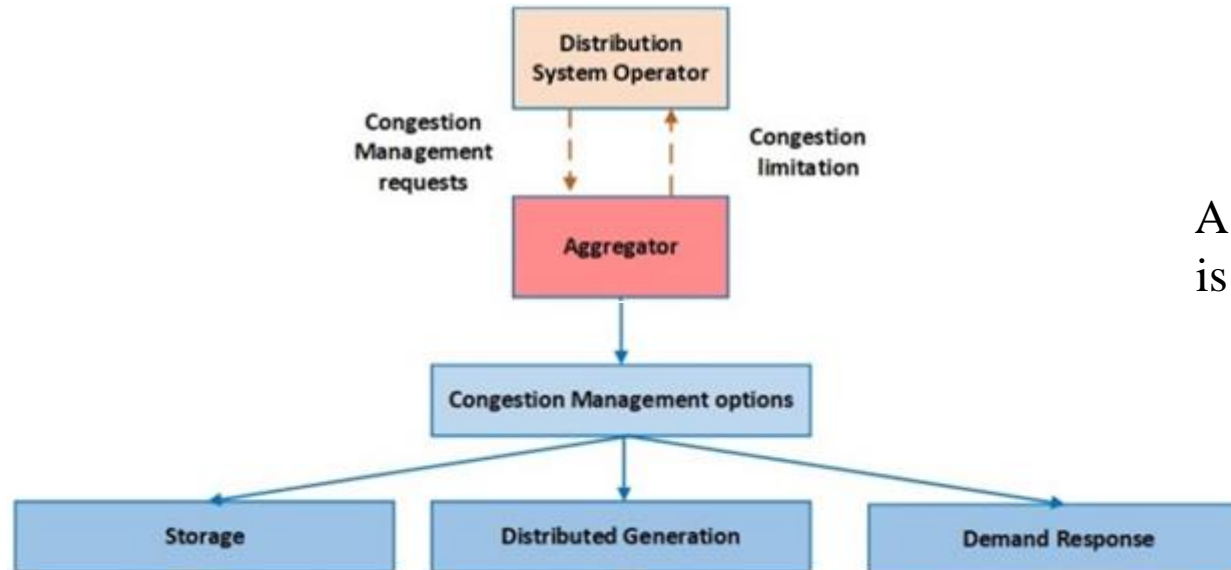 Distribution
System Operator
Congestion
Management
requests
Congestion
limitation
Aggregator
A
is
Congestion Management options
Storage
Distributed Generation
Demand Response